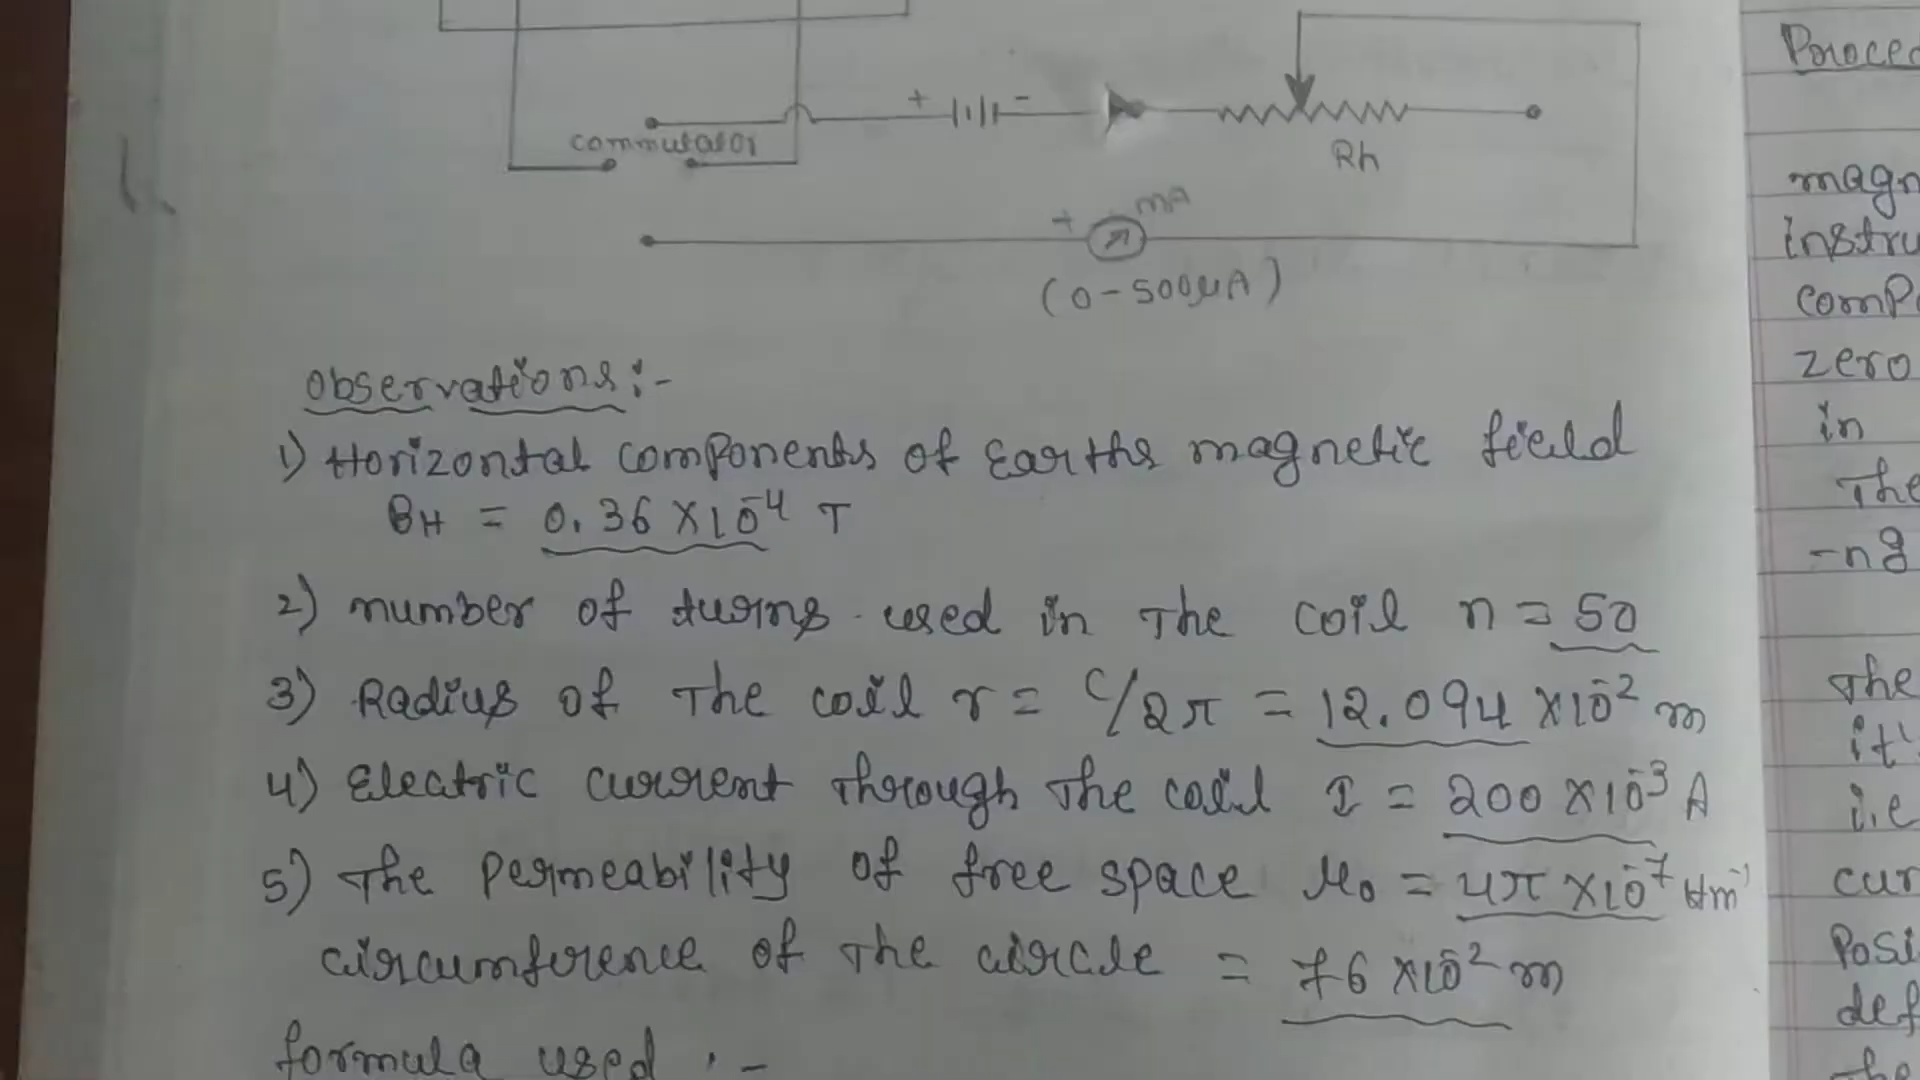 + -
commutator
Rh
+ mA
(0-500μA)
Observations:-
1) Horizontal components of Earths magnetic field
BH = 0.36 X10⁻⁴ T
2) number of turns used in The coil n = 50
3) Radius of The coil r = C/2π = 12.094 X10⁻² m
4) Electric current Through The coil I = 200 X10⁻³ A
5) The permeability of free space μ₀ = 4π X10⁻⁷ Hm⁻¹
circumference of The circle = 76 X10⁻² m
formula used :-
magn
instru
comp
zero
in
The
-ng
The
it'
i.e
cur
Posi
def